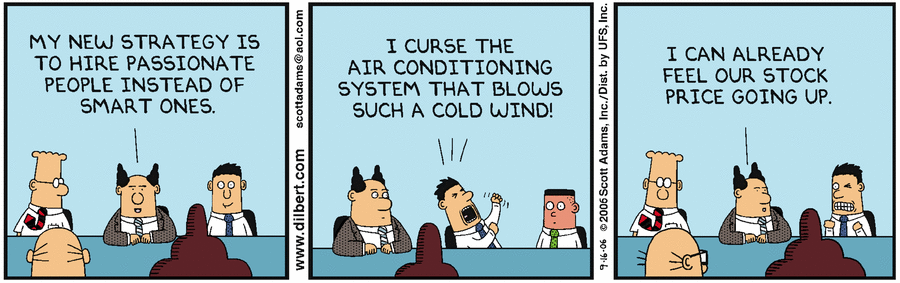 MY NEW STRATEGY IS
TO HIRE PASSIONATE
PEOPLE INSTEAD OF
SMART ONES.
www.dilbert.com scottadams@aol.com
I CURSE THE
AIR CONDITIONING
SYSTEM THAT BLOWS
SUCH A COLD WIND!
9-16-06 ©2006 Scott Adams, Inc./Dist. by UFS, Inc.
I CAN ALREADY
FEEL OUR STOCK
PRICE GOING UP.